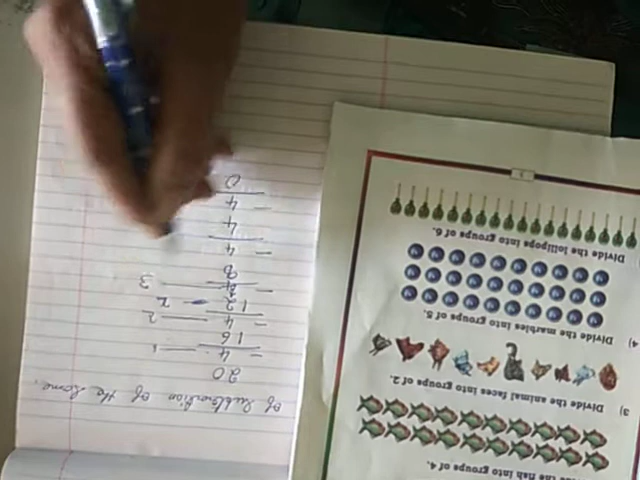 of Subtraction of the Same.
20
- 4 — 1
16
- 4 — 2
12 - 2
- 4 — 3
8
- 4
4
- 4
0
the fish into groups of 4.
3) Divide the animal faces into groups of 2.
4) Divide the marbles into groups of 5.
Divide the lollipops into groups of 6.